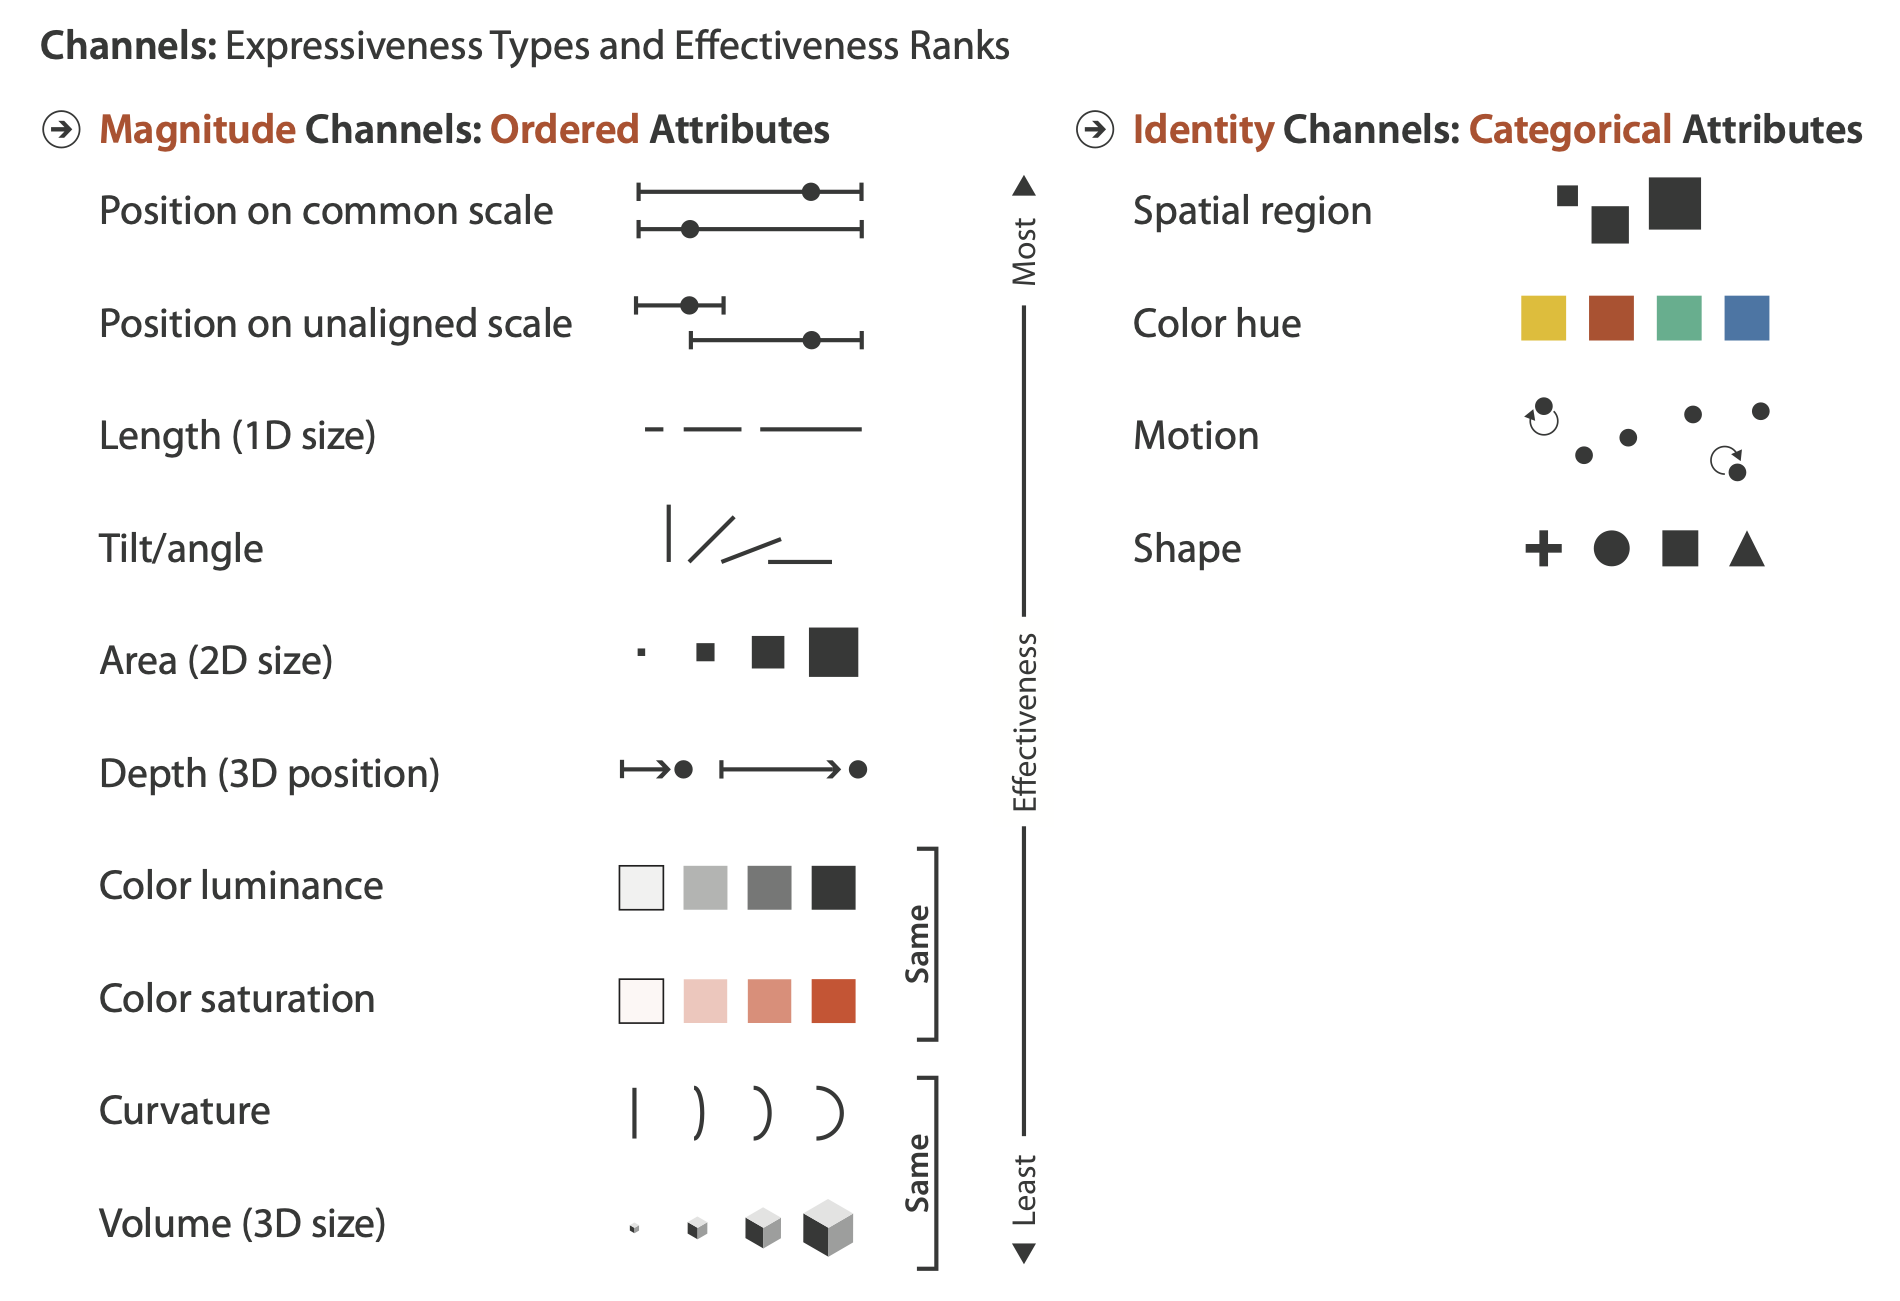 Channels: Expressiveness Types and Effectiveness Ranks
Magnitude Channels: Ordered Attributes
Position on common scale
Position on unaligned scale
Length (1D size)
Tilt/angle
Area (2D size)
Depth (3D position)
Color luminance
Color saturation
Same
Curvature
Volume (3D size)
Same
Most
Effectiveness
Least
Identity Channels: Categorical Attributes
Spatial region
Color hue
Motion
Shape